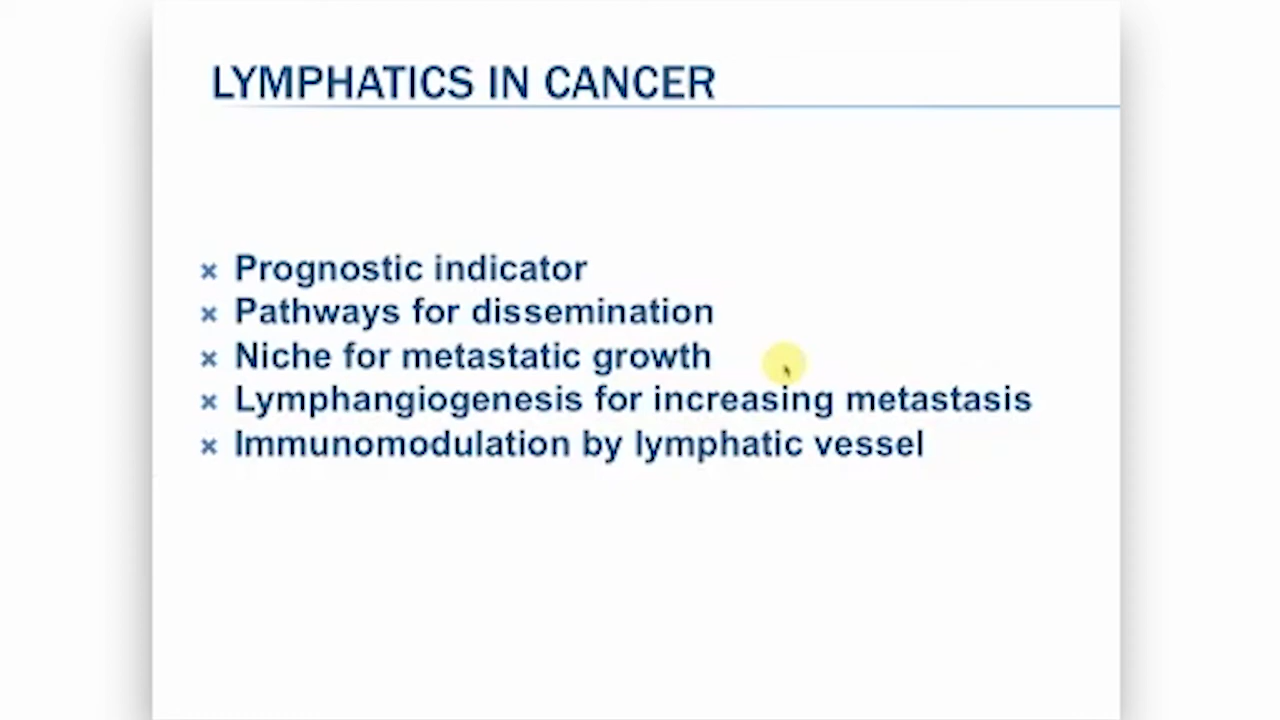 LYMPHATICS IN CANCER
Prognostic indicator
Pathways for dissemination
Niche for metastatic growth
Lymphangiogenesis for increasing metastasis
Immunomodulation by lymphatic vessel